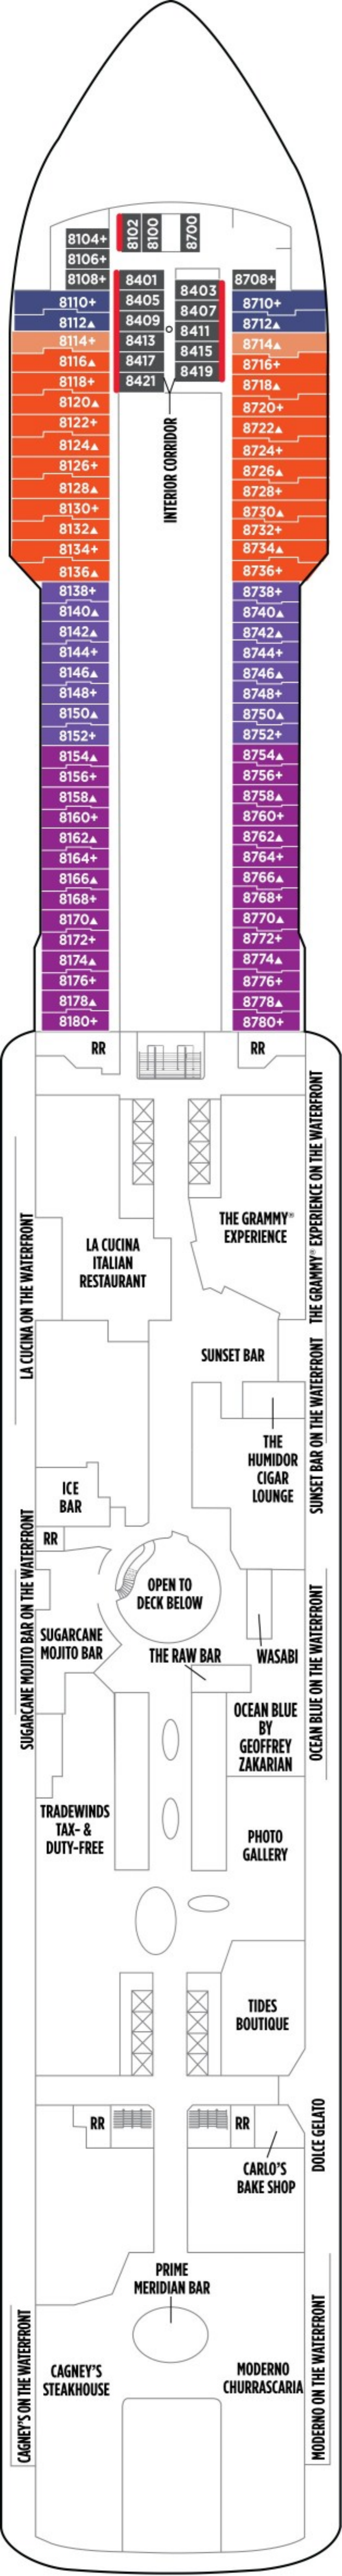 8102
8100
8700
8104+
8106+
8108+
8401
8405
8409
8413
8417
8421
8403
8407
8411
8415
8419
8708+
8110+
8112▲
8114+
8116▲
8118+
8120▲
8122+
8124▲
8126+
8128▲
8130+
8132▲
8134+
8136▲
8138+
8140▲
8142▲
8144+
8146▲
8148+
8150▲
8152+
8154▲
8156+
8158▲
8160+
8162▲
8164+
8166▲
8168+
8170▲
8172+
8174▲
8176+
8178▲
8180+
8710+
8712▲
8714▲
8716+
8718▲
8720+
8722▲
8724+
8726▲
8728+
8730▲
8732+
8734▲
8736+
8738+
8740▲
8742▲
8744+
8746▲
8748+
8750▲
8752+
8754▲
8756+
8758▲
8760+
8762▲
8764+
8766▲
8768+
8770▲
8772+
8774▲
8776+
8778▲
8780+
INTERIOR CORRIDOR
RR
RR
THE GRAMMY® EXPERIENCE ON THE WATERFRONT
THE GRAMMY®
EXPERIENCE
LA CUCINA ON THE WATERFRONT
LA CUCINA
ITALIAN
RESTAURANT
SUNSET BAR
SUNSET BAR ON THE WATERFRONT
THE
HUMIDOR
CIGAR
LOUNGE
ICE
BAR
RR
SUGARCANE MOJITO BAR ON THE WATERFRONT
OPEN TO
DECK BELOW
SUGARCANE
MOJITO BAR
THE RAW BAR
WASABI
OCEAN BLUE ON THE WATERFRONT
OCEAN BLUE
BY
GEOFFREY
ZAKARIAN
TRADEWINDS
TAX- &
DUTY-FREE
PHOTO
GALLERY
TIDES
BOUTIQUE
RR
RR
DOLCE GELATO
CARLO'S
BAKE SHOP
PRIME
MERIDIAN BAR
CAGNEY'S ON THE WATERFRONT
CAGNEY'S
STEAKHOUSE
MODERNO
CHURRASCARIA
MODERNO ON THE WATERFRONT